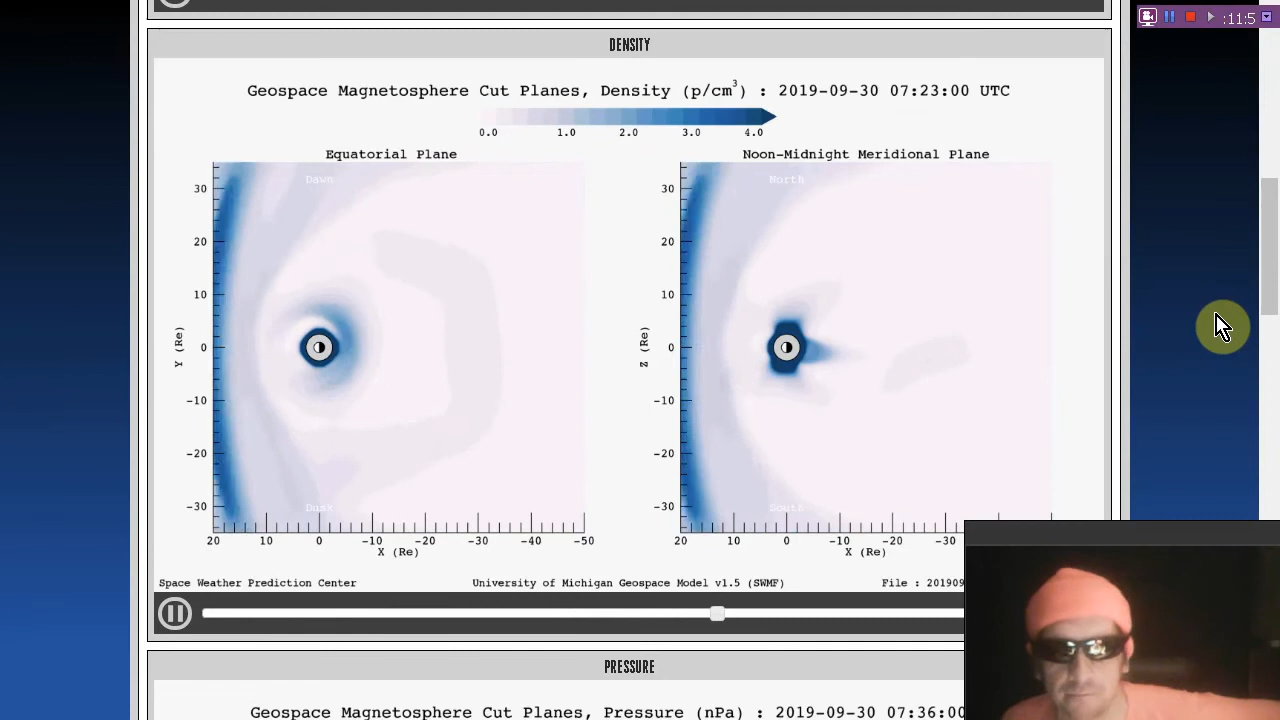 :11:5
DENSITY
Geospace Magnetosphere Cut Planes, Density (p/cm³) : 2019-09-30 07:23:00 UTC
0.0 1.0 2.0 3.0 4.0
Equatorial Plane
Noon-Midnight Meridional Plane
Dawn
North
30
20
10
0
-10
-20
-30
Y (Re)
30
20
10
0
-10
-20
-30
Z (Re)
Dusk
South
20 10 0 -10 -20 -30 -40 -50
X (Re)
20 10 0 -10 -20 -30
X (Re)
Space Weather Prediction Center
University of Michigan Geospace Model v1.5 (SWMF)
File : 201909
PRESSURE
Geospace Magnetosphere Cut Planes, Pressure (nPa) : 2019-09-30 07:36:00